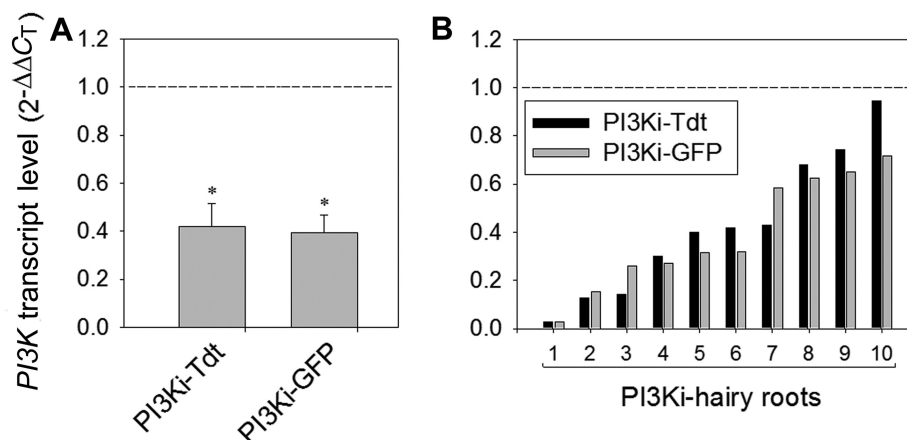 PI3K transcript level (2-ΔΔCT)
A
1.2
1.0
0.8
0.6
0.4
0.2
0.0
*
*
PI3Ki-Tdt
PI3Ki-GFP
B
1.2
1.0
0.8
0.6
0.4
0.2
0.0
PI3Ki-Tdt
PI3Ki-GFP
1 2 3 4 5 6 7 8 9 10
PI3Ki-hairy roots